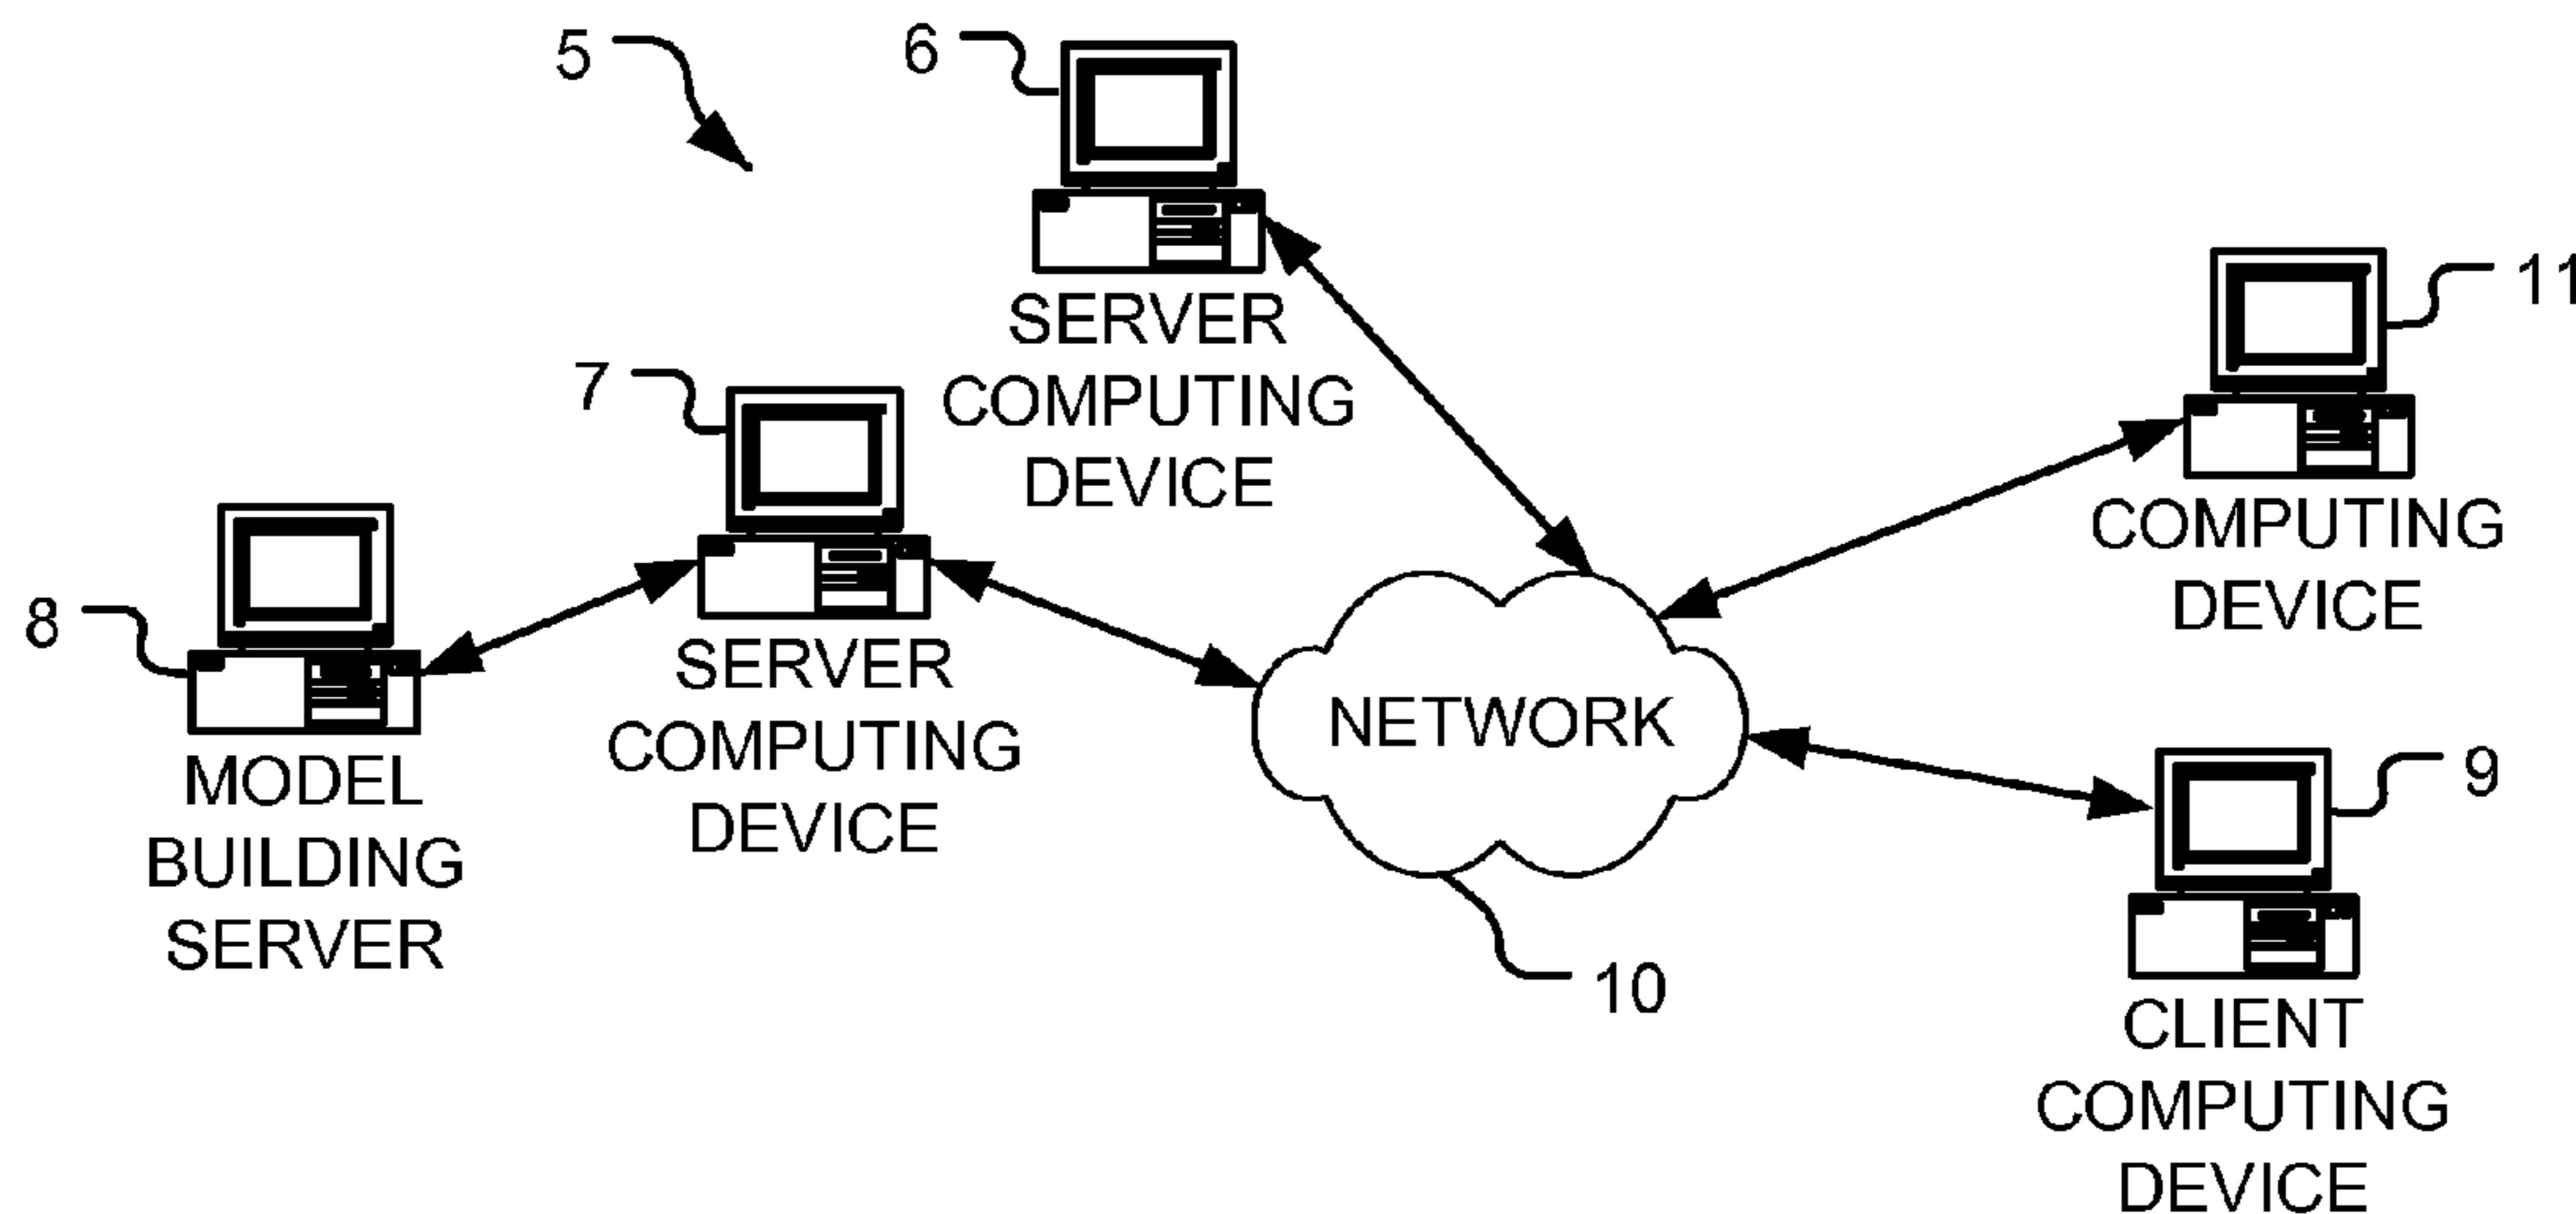 5
6
SERVER
COMPUTING
DEVICE
11
COMPUTING
DEVICE
7
SERVER
COMPUTING
DEVICE
8
MODEL
BUILDING
SERVER
NETWORK
10
9
CLIENT
COMPUTING
DEVICE